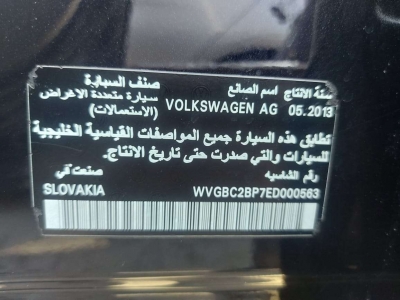 سنة الانتاج اسم الصانع صنف السيارة
05.2013 VOLKSWAGEN AG سيارة متعددة الاغراض
(الاستعمالات)
تطابق هذه السيارة جميع المواصفات القياسية الخليجية
للسيارات والتي صدرت حتى تاريخ الانتاج.
رقم الشاسيه صنعت في
WVGBC2BP7ED000563 SLOVAKIA